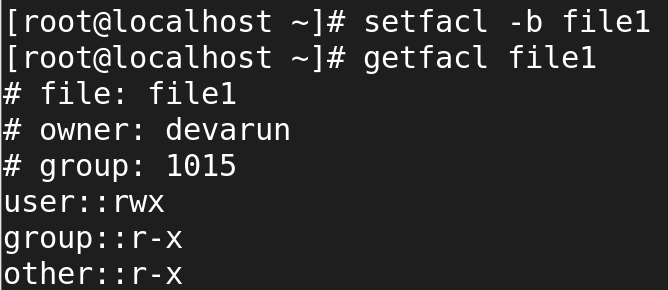 [root@localhost ~]# setfacl -b file1
[root@localhost ~]# getfacl file1
# file: file1
# owner: devarun
# group: 1015
user::rwx
group::r-x
other::r-x